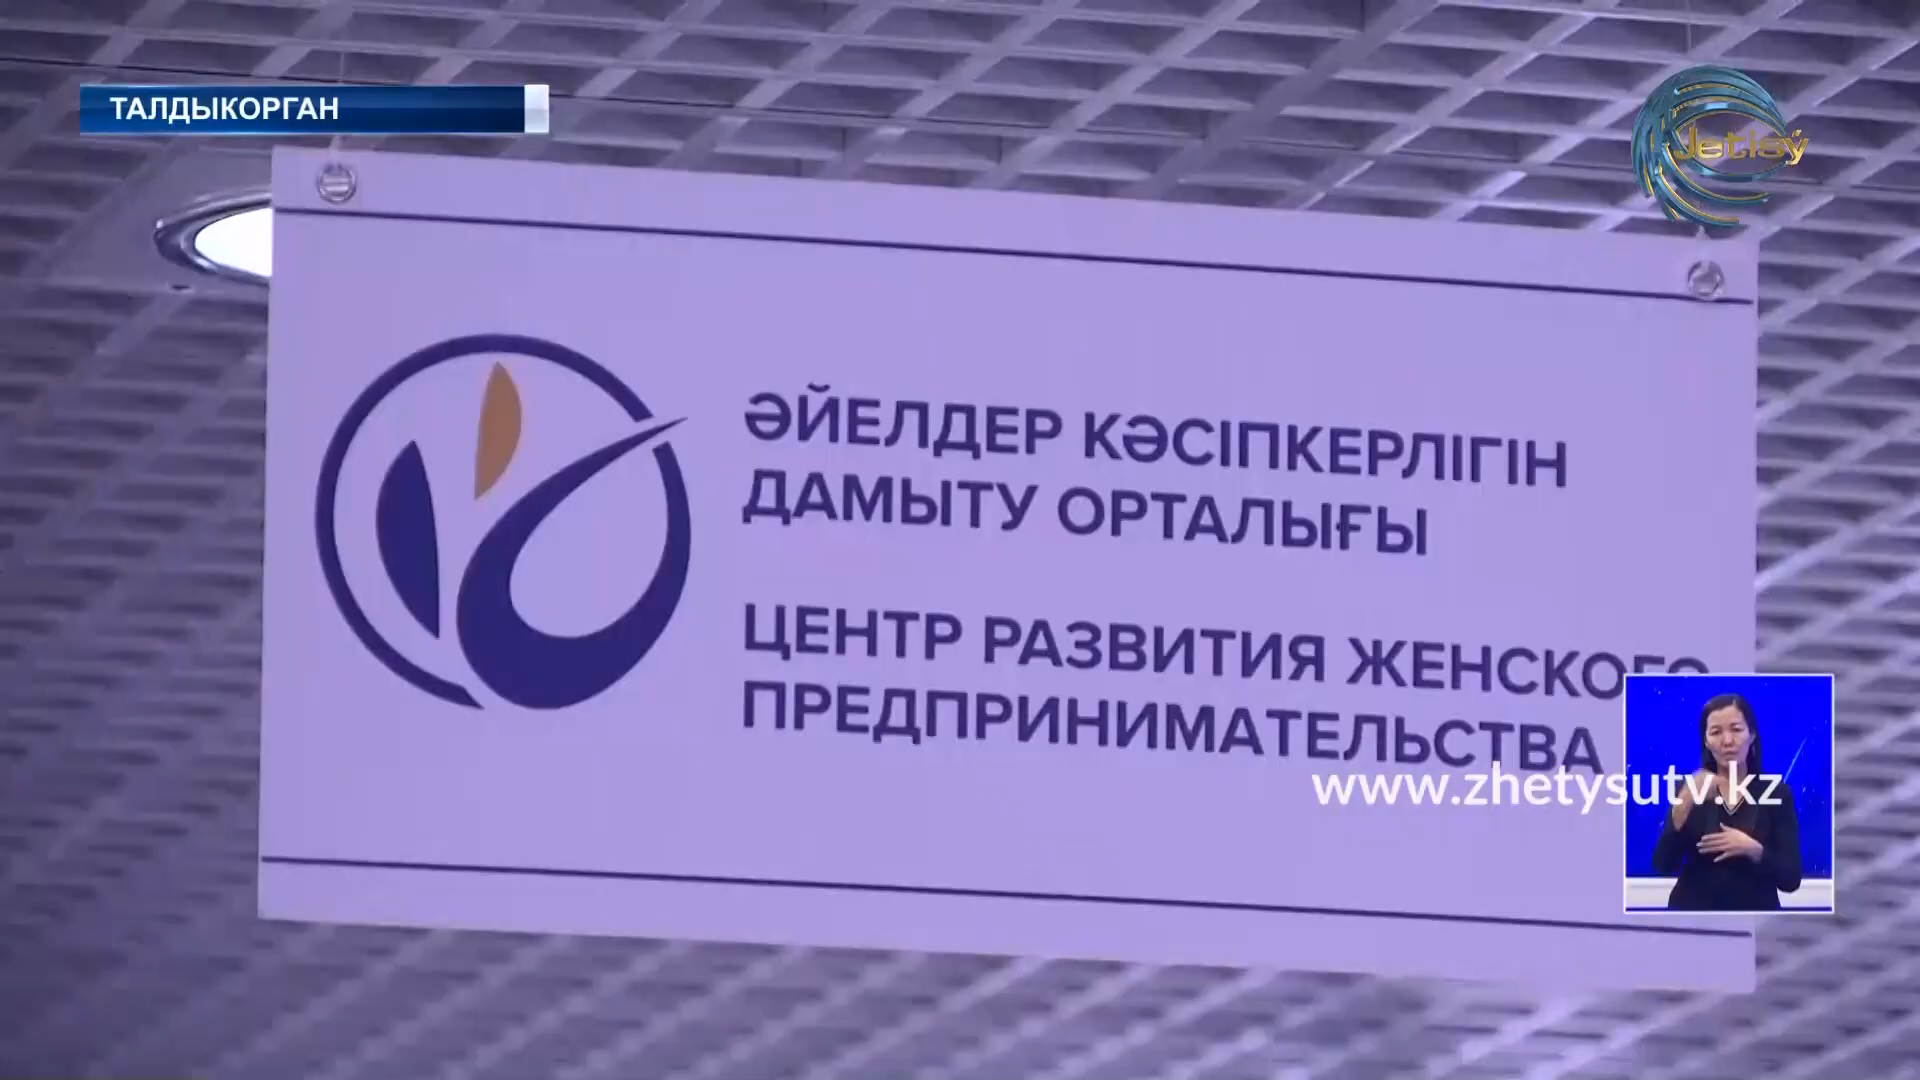 ТАЛДЫКОРГАН
Jetisý
ӘЙЕЛДЕР КӘСІПКЕРЛІГІН
ДАМЫТУ ОРТАЛЫҒЫ
ЦЕНТР РАЗВИТИЯ ЖЕНСКОГО
ПРЕДПРИНИМАТЕЛЬСТВА
www.zhetysutv.kz